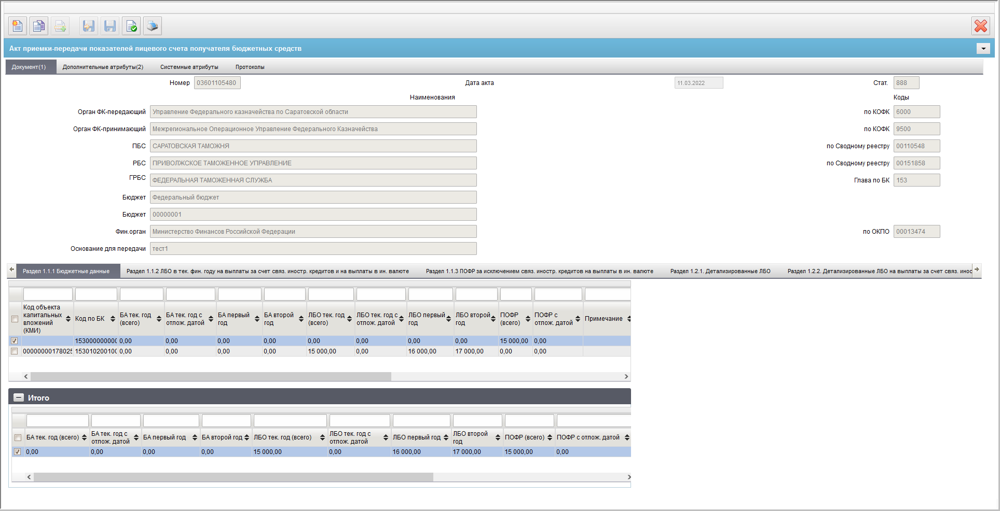 Акт приемки-передачи показателей лицевого счета получателя бюджетных средств
Документ(1) Дополнительные атрибуты(2) Системные атрибуты Протоколы
Номер 03601105480 Дата акта 11.03.2022 Стат. 888
Наименования Коды
Орган ФК-передающий Управление Федерального казначейства по Саратовской области по КОФК 6000
Орган ФК-принимающий Межрегиональное Операционное Управление Федерального Казначейства по КОФК 9500
ПБС САРАТОВСКАЯ ТАМОЖНЯ по Сводному реестру 00110548
РБС ПРИВОЛЖСКОЕ ТАМОЖЕННОЕ УПРАВЛЕНИЕ по Сводному реестру 00151858
ГРБС ФЕДЕРАЛЬНАЯ ТАМОЖЕННАЯ СЛУЖБА Глава по БК 153
Бюджет Федеральный бюджет
Бюджет 00000001
Фин.орган Министерство Финансов Российской Федерации по ОКПО 00013474
Основание для передачи тест1
Раздел 1.1.1 Бюджетные данные Раздел 1.1.2 ЛБО в тек. фин. году на выплаты за счет связ. иностр. кредитов и на выплаты в ин. валюте Раздел 1.1.3 ПОФР за исключением связ. иностр. кредитов на выплаты в ин. валюте Раздел 1.2.1. Детализированные ЛБО Раздел 1.2.2. Детализированные ЛБО на выплаты за счет связ. инос
Код объекта капитальных вложений (КМИ) Код по БК БА тек. год (всего) БА тек. год с отлож. датой БА первый год БА второй год ЛБО тек. год (всего) ЛБО тек. год с отлож. датой ЛБО первый год ЛБО второй год ПОФР (всего) ПОФР с отлож. датой Примечание
153000000000 0,00 0,00 0,00 0,00 0,00 0,00 0,00 0,00 15 000,00 0,00
00000000178025 153010200100 0,00 0,00 0,00 0,00 15 000,00 0,00 16 000,00 17 000,00 0,00 0,00
Итого
БА тек. год (всего) БА тек. год с отлож. датой БА первый год БА второй год ЛБО тек. год (всего) ЛБО тек. год с отлож. датой ЛБО первый год ЛБО второй год ПОФР (всего) ПОФР с отлож. датой
0,00 0,00 0,00 0,00 15 000,00 0,00 16 000,00 17 000,00 15 000,00 0,00